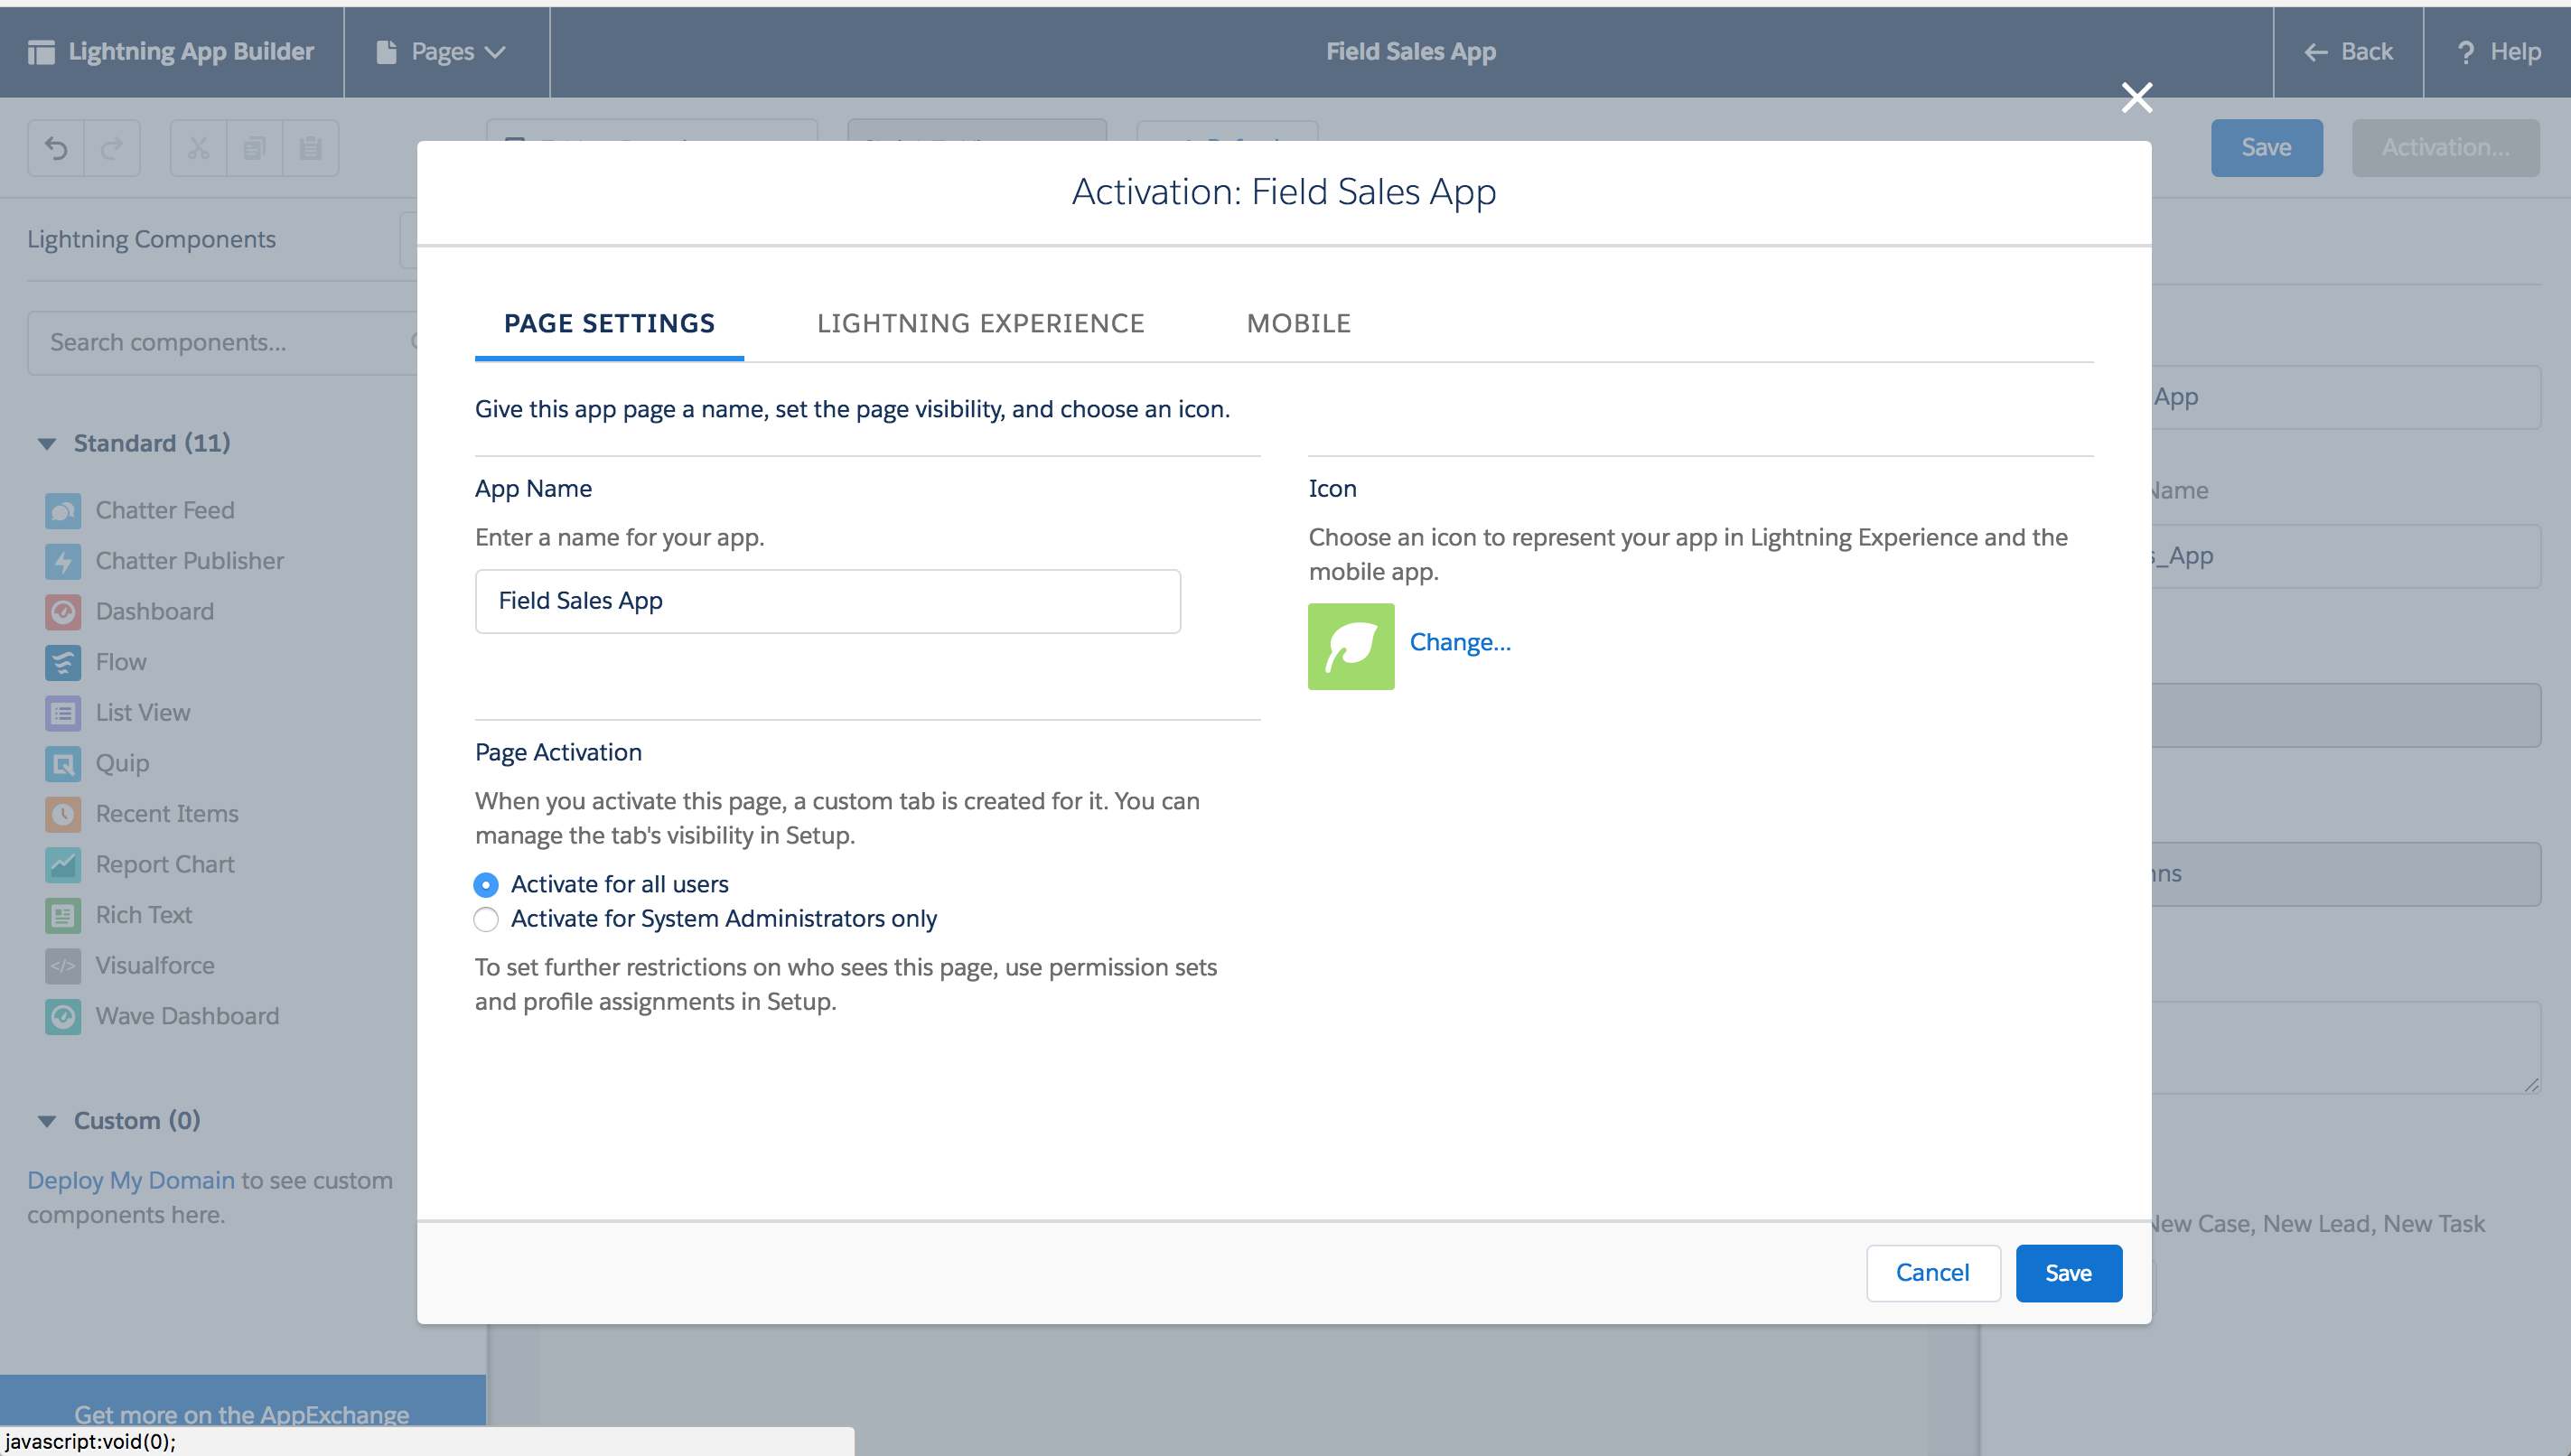 Lightning App Builder
Pages
Field Sales App
Back
? Help
Save
Activation...
Lightning Components
Search components...
Standard (11)
Chatter Feed
Chatter Publisher
Dashboard
Flow
List View
Quip
Recent Items
Report Chart
Rich Text
Visualforce
Wave Dashboard
Custom (0)
Deploy My Domain to see custom
components here.
Get more on the AppExchange
javascript:void(0);
Activation: Field Sales App
PAGE SETTINGS
LIGHTNING EXPERIENCE
MOBILE
Give this app page a name, set the page visibility, and choose an icon.
App Name
Enter a name for your app.
Field Sales App
Icon
Choose an icon to represent your app in Lightning Experience and the
mobile app.
Change...
Page Activation
When you activate this page, a custom tab is created for it. You can
manage the tab's visibility in Setup.
Activate for all users
Activate for System Administrators only
To set further restrictions on who sees this page, use permission sets
and profile assignments in Setup.
Cancel
Save
App
Name
_App
New Case, New Lead, New Task